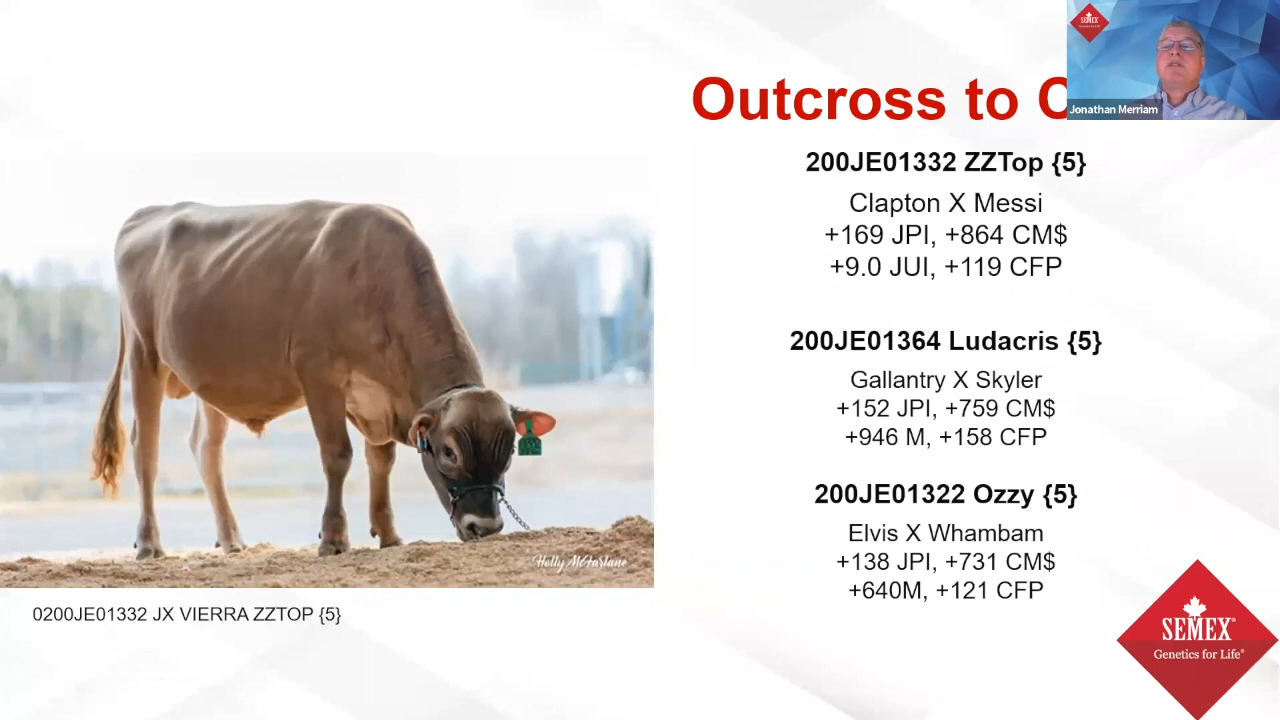 Outcross to
200JE01332 ZZTop {5}
Clapton X Messi
+169 JPI, +864 CM$
+9.0 JUI, +119 CFP
200JE01364 Ludacris {5}
Gallantry X Skyler
+152 JPI, +759 CM$
+946 M, +158 CFP
200JE01322 Ozzy {5}
Elvis X Whambam
+138 JPI, +731 CM$
+640M, +121 CFP
0200JE01332 JX VIERRA ZZTOP {5}
Holly McFarlane
SEMEX®
Genetics for Life®
SEMEX
Jonathan Merriam